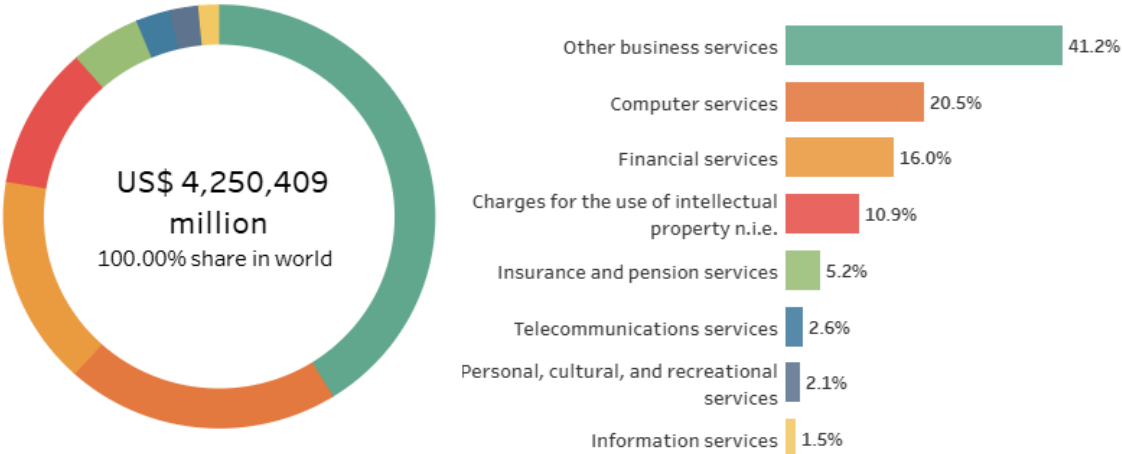 US$ 4,250,409
million
100.00% share in world
Other business services 41.2%
Computer services 20.5%
Financial services 16.0%
Charges for the use of intellectual
property n.i.e. 10.9%
Insurance and pension services 5.2%
Telecommunications services 2.6%
Personal, cultural, and recreational
services 2.1%
Information services 1.5%